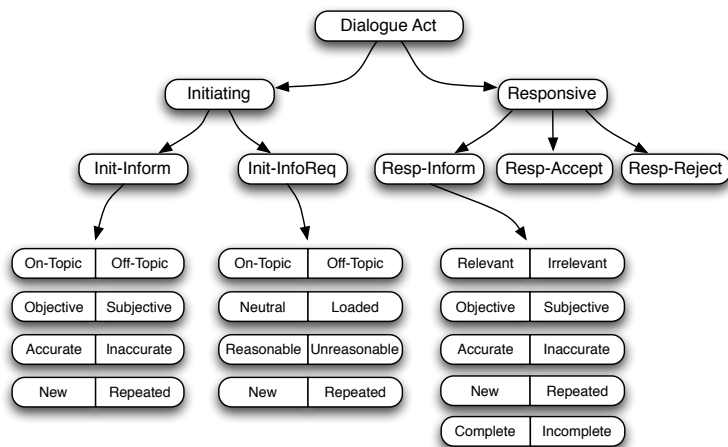 Dialogue Act
Initiating Responsive
Init-Inform Init-InfoReq Resp-Inform Resp-Accept Resp-Reject
On-Topic Off-Topic On-Topic Off-Topic Relevant Irrelevant
Objective Subjective Neutral Loaded Objective Subjective
Accurate Inaccurate Reasonable Unreasonable Accurate Inaccurate
New Repeated New Repeated New Repeated
Complete Incomplete